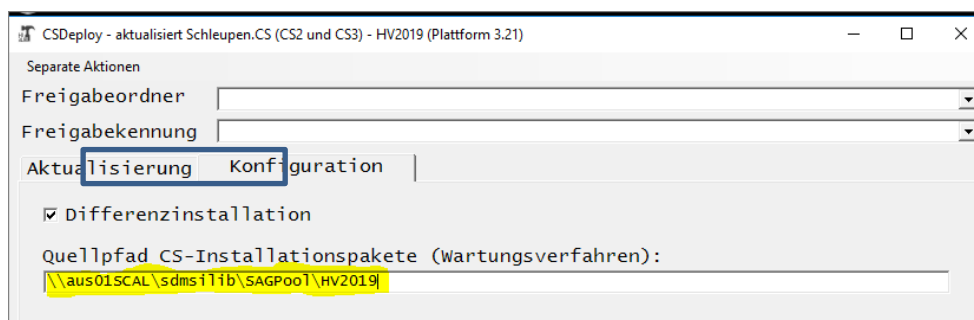 CSDeploy - aktualisiert Schleupen.CS (CS2 und CS3) - HV2019 (Plattform 3.21)
Separate Aktionen
Freigabeordner
Freigabekennung
Aktualisierung Konfiguration
Differenzinstallation
Quellpfad CS-Installationspakete (Wartungsverfahren):
\\aus01SCAL\sdmsilib\SAGPool\HV2019